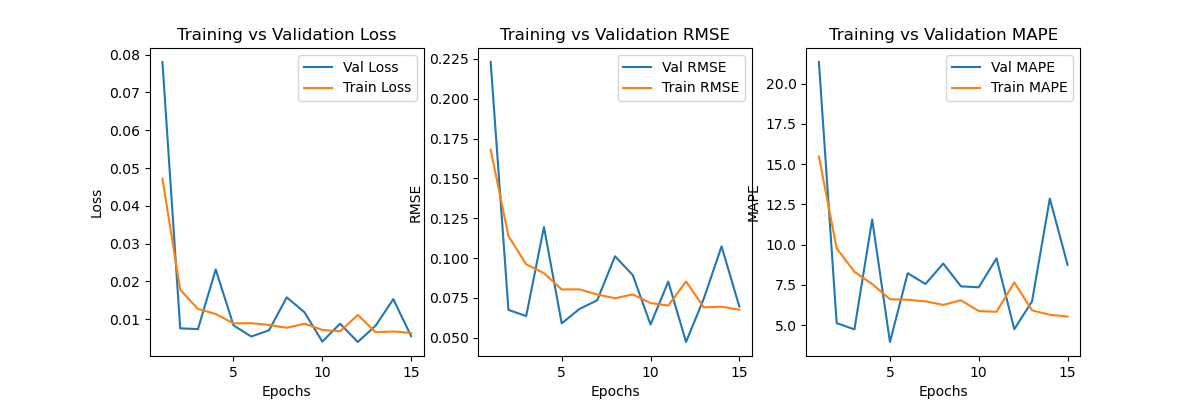 Training vs Validation Loss
Val Loss
Train Loss
0.08
0.07
0.06
0.05
0.04
0.03
0.02
0.01
Loss
5
10
15
Epochs
Training vs Validation RMSE
Val RMSE
Train RMSE
0.225
0.200
0.175
0.150
0.125
0.100
0.075
0.050
RMSE
5
10
15
Epochs
Training vs Validation MAPE
Val MAPE
Train MAPE
20.0
17.5
15.0
12.5
10.0
7.5
5.0
MAPE
5
10
15
Epochs